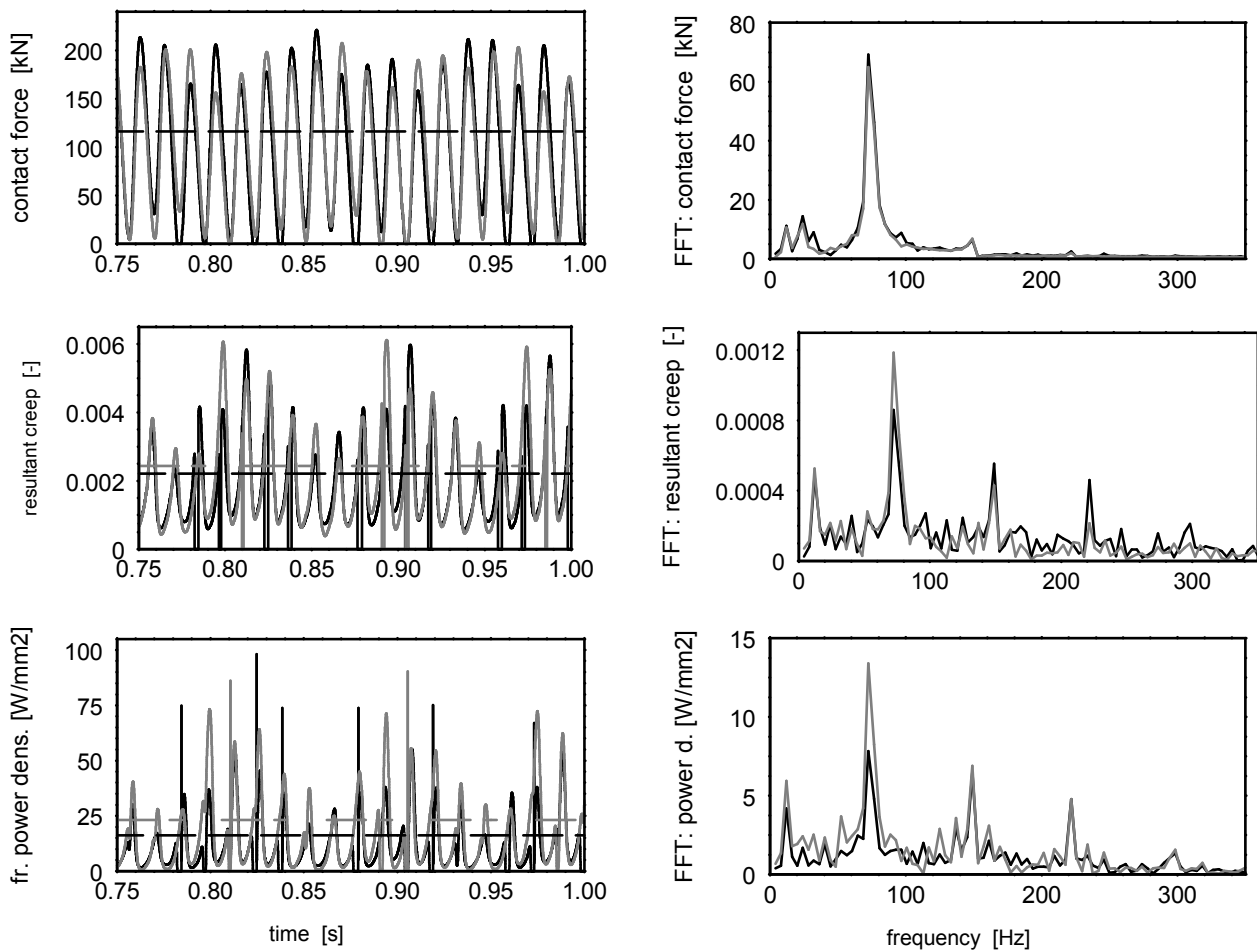 contact force [kN]
200
150
100
50
0
0.75 0.80 0.85 0.90 0.95 1.00
FFT: contact force [kN]
80
60
40
20
0
0 100 200 300
resultant creep [-]
0.006
0.004
0.002
0
0.75 0.80 0.85 0.90 0.95 1.00
FFT: resultant creep [-]
0.0012
0.0008
0.0004
0
0 100 200 300
fr. power dens. [W/mm2]
100
75
50
25
0
0.75 0.80 0.85 0.90 0.95 1.00
time [s]
FFT: power d. [W/mm2]
15
10
5
0
0 100 200 300
frequency [Hz]